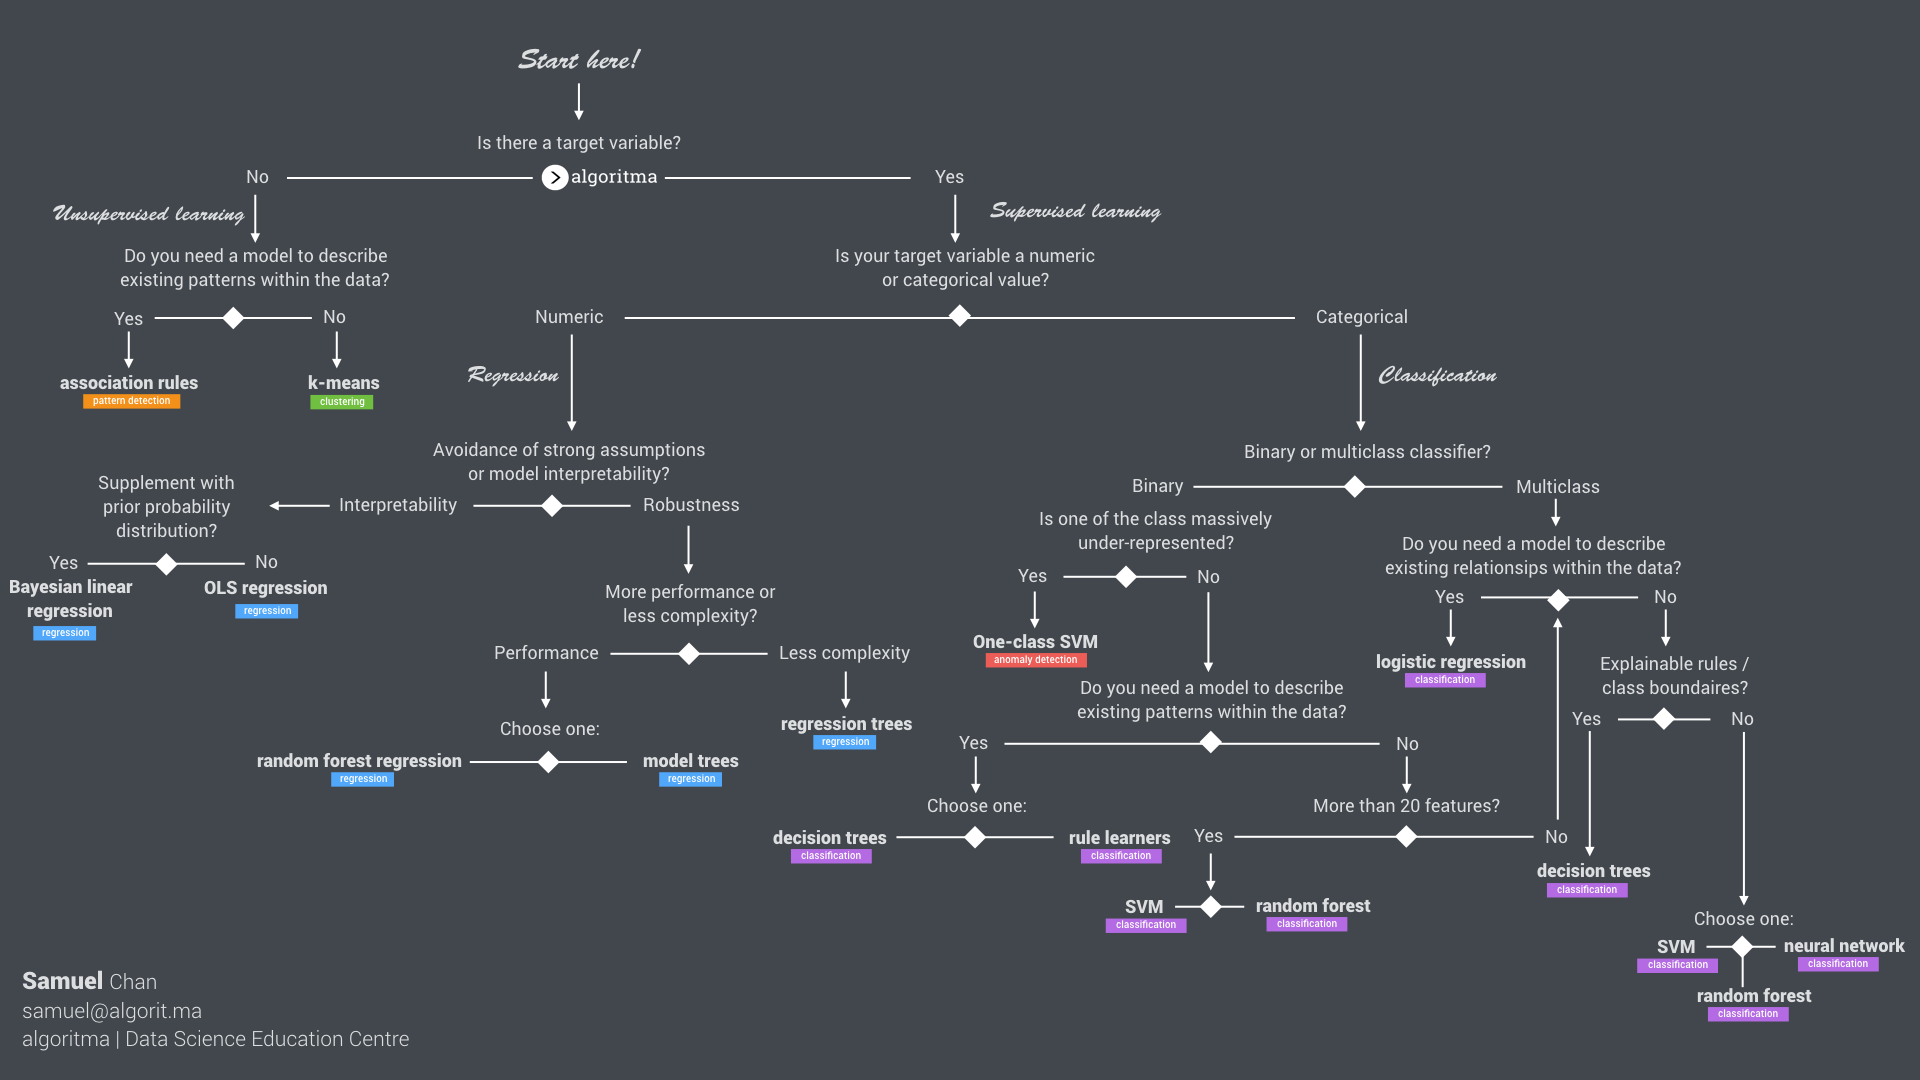 Start here!
Is there a target variable?
No
algoritma
Yes
Unsupervised learning
Supervised learning
Do you need a model to describe
existing patterns within the data?
Is your target variable a numeric
or categorical value?
Yes
No
Numeric
Categorical
association rules
pattern detection
k-means
clustering
Regression
Classification
Avoidance of strong assumptions
or model interpretability?
Interpretability
Robustness
Supplement with
prior probability
distribution?
Yes
No
Bayesian linear
regression
regression
OLS regression
regression
More performance or
less complexity?
Performance
Less complexity
Choose one:
random forest regression
regression
model trees
regression
regression trees
regression
Binary or multiclass classifier?
Binary
Multiclass
Is one of the class massively
under-represented?
Yes
No
One-class SVM
anomaly detection
Do you need a model to describe
existing patterns within the data?
Yes
No
Choose one:
decision trees
classification
rule learners
classification
More than 20 features?
Yes
No
SVM
classification
random forest
classification
Do you need a model to describe
existing relationsips within the data?
Yes
No
logistic regression
classification
Explainable rules /
class boundaires?
Yes
No
decision trees
classification
Choose one:
SVM
classification
neural network
classification
random forest
classification
Samuel Chan
samuel@algorit.ma
algoritma | Data Science Education Centre